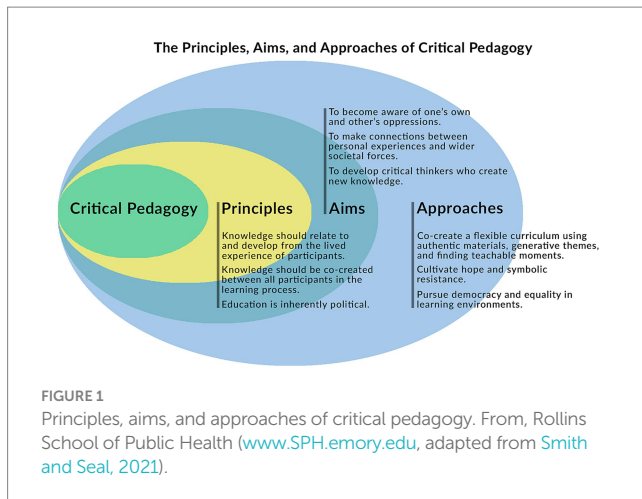 The Principles, Aims, and Approaches of Critical Pedagogy
To become aware of one's own
and other's oppressions.
To make connections between
personal experiences and wider
societal forces.
To develop critical thinkers who create
new knowledge.
Critical Pedagogy
Principles
Aims
Approaches
Knowledge should relate to
and develop from the lived
experience of participants.
Knowledge should be co-created
between all participants in the
learning process.
Education is inherently political.
Co-create a flexible curriculum using
authentic materials, generative themes,
and finding teachable moments.
Cultivate hope and symbolic
resistance.
Pursue democracy and equality in
learning environments.
FIGURE 1
Principles, aims, and approaches of critical pedagogy. From, Rollins
School of Public Health (www.SPH.emory.edu, adapted from Smith
and Seal, 2021).